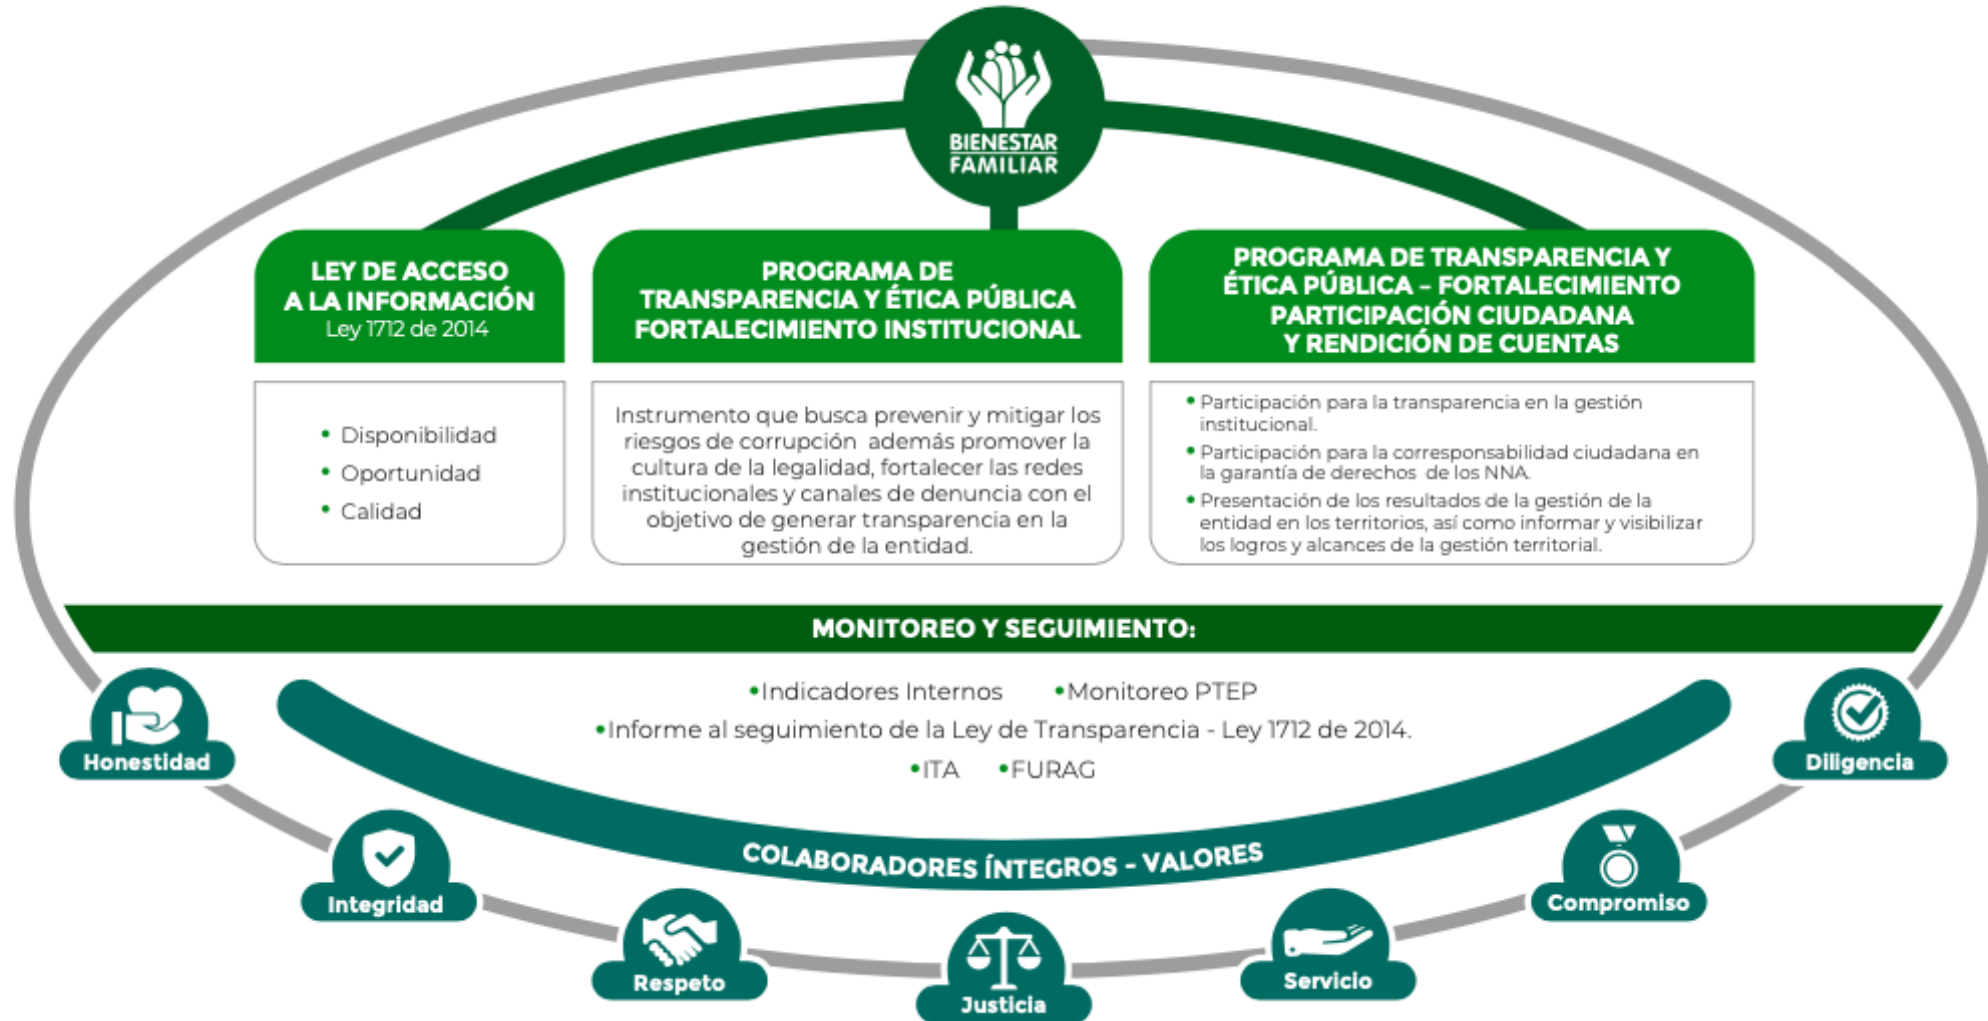 BIENESTAR
FAMILIAR
LEY DE ACCESO
A LA INFORMACIÓN
Ley 1712 de 2014
• Disponibilidad
• Oportunidad
• Calidad
PROGRAMA DE
TRANSPARENCIA Y ÉTICA PÚBLICA
FORTALECIMIENTO INSTITUCIONAL
Instrumento que busca prevenir y mitigar los
riesgos de corrupción además promover la
cultura de la legalidad, fortalecer las redes
institucionales y canales de denuncia con el
objetivo de generar transparencia en la
gestión de la entidad.
PROGRAMA DE TRANSPARENCIA Y
ÉTICA PÚBLICA – FORTALECIMIENTO
PARTICIPACIÓN CIUDADANA
Y RENDICIÓN DE CUENTAS
• Participación para la transparencia en la gestión
institucional.
• Participación para la corresponsabilidad ciudadana en
la garantía de derechos de los NNA.
• Presentación de los resultados de la gestión de la
entidad en los territorios, así como informar y visibilizar
los logros y alcances de la gestión territorial.
MONITOREO Y SEGUIMIENTO:
•Indicadores Internos •Monitoreo PTEP
•Informe al seguimiento de la Ley de Transparencia - Ley 1712 de 2014.
•ITA •FURAG
COLABORADORES ÍNTEGROS - VALORES
Honestidad
Integridad
Respeto
Justicia
Servicio
Compromiso
Diligencia